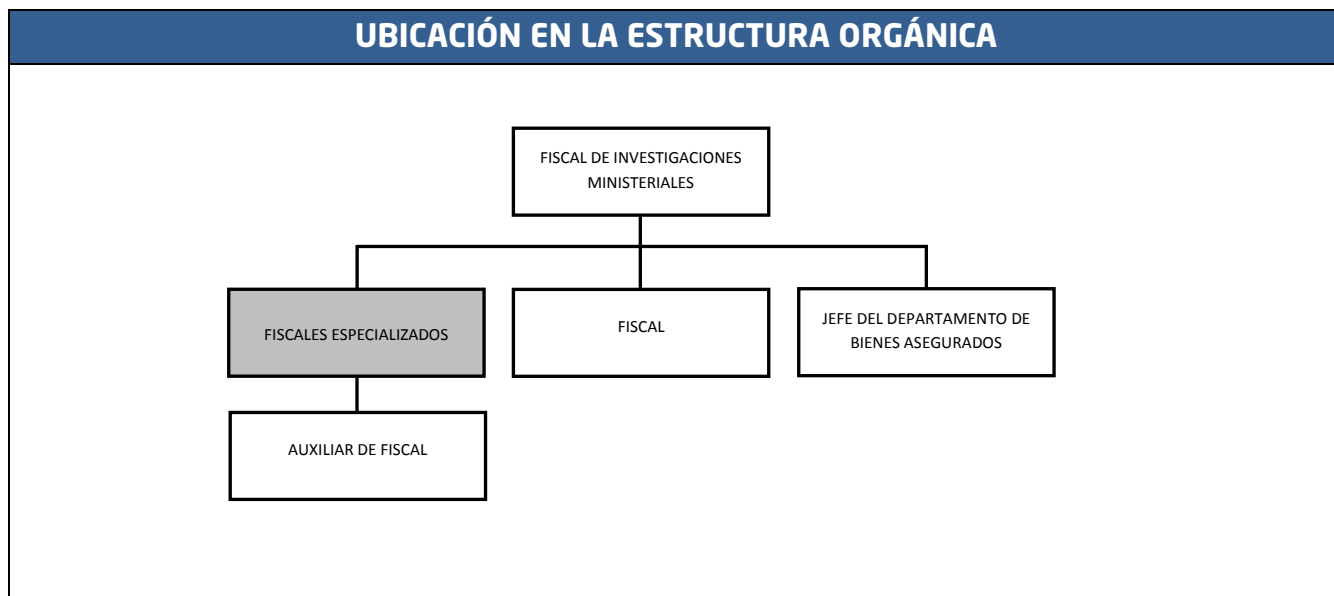 UBICACIÓN EN LA ESTRUCTURA ORGÁNICA
FISCAL DE INVESTIGACIONES
MINISTERIALES
FISCALES ESPECIALIZADOS
FISCAL
JEFE DEL DEPARTAMENTO DE
BIENES ASEGURADOS
AUXILIAR DE FISCAL